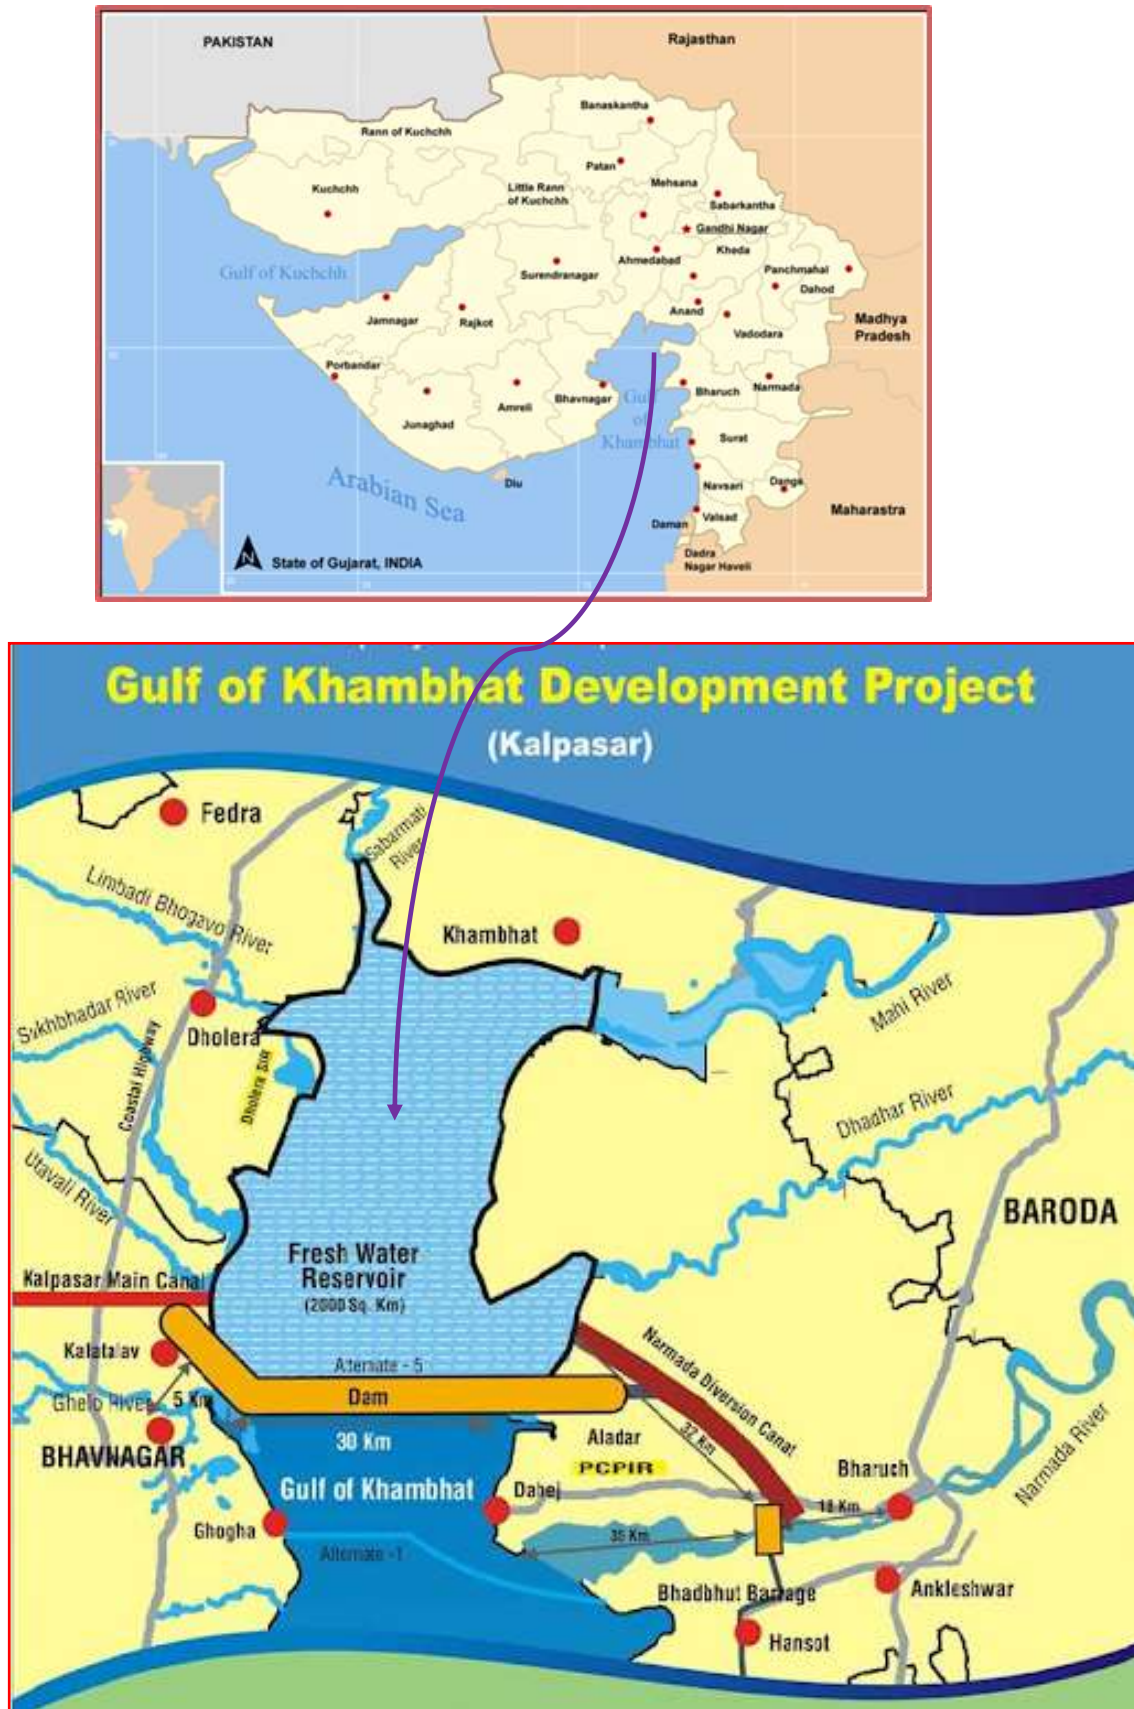 PAKISTAN
Rajasthan
Banaskantha
Rann of Kuchchh
Patan
Mehsana
Kuchchh
Little Rann
of Kuchchh
Sabarkantha
Gandhi Nagar
Kheda
Ahmedabad
Gulf of Kuchchh
Surendranagar
Panchmahal
Dahod
Jamnagar
Rajkot
Anand
Vadodara
Madhya
Pradesh
Porbandar
Bharuch
Narmada
Junaghad
Amreli
Bhavnagar
Gulf
of
Khambhat
Surat
Arabian Sea
Diu
Navsari
Dangs
Daman
Valsad
Maharastra
Dadra
Nagar Haveli
N
State of Gujarat, INDIA
Gulf of Khambhat Development Project
(Kalpasar)
Fedra
Sabarmati
River
Limbadi Bhogavo River
Khambhat
Sukhbhadar River
Dholera
Mahi River
Coastal Highway
Dholera SIR
Dhadhar River
Utavali River
BARODA
Fresh Water
Reservoir
(2000 Sq. Km)
Kalpasar Main Canal
Kalatalav
Alternate - 5
Narmada Diversion Canal
Ghelo River
5 Km
Dam
32 Km
30 Km
Aladar
BHAVNAGAR
PCPIR
Bharuch
Narmada River
Gulf of Khambhat
Dahej
18 Km
Ghogha
35 Km
Alternate -1
Bhadbhut Barrage
Ankleshwar
Hansot